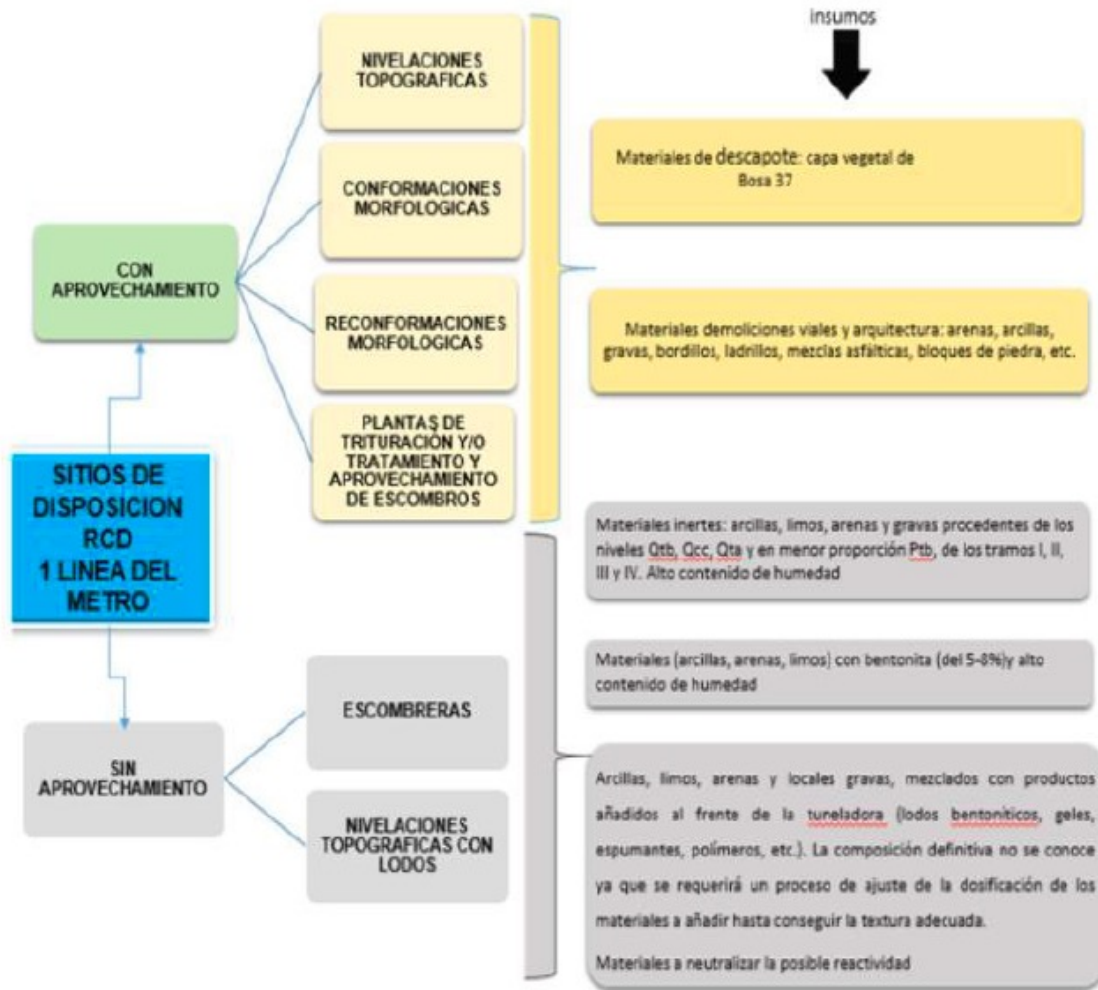 insumos
NIVELACIONES
TOPOGRAFICAS
CONFORMACIONES
MORFOLOGICAS
RECONFORMACIONES
MORFOLOGICAS
PLANTAS DE
TRITURACIÓN Y/O
TRATAMIENTO Y
APROVECHAMIENTO
DE ESCOMBROS
CON
APROVECHAMIENTO
Materiales de descapote: capa vegetal de
Bosa 37
Materiales demoliciones viales y arquitectura: arenas, arcillas,
gravas, bordillos, ladrillos, mezclas asfálticas, bloques de piedra, etc.
SITIOS DE
DISPOSICION
RCD
1 LINEA DEL
METRO
Materiales inertes: arcillas, limos, arenas y gravas procedentes de los
niveles Qtb, Qcc, Qta y en menor proporción Ptb, de los tramos I, II,
III y IV. Alto contenido de humedad
Materiales (arcillas, arenas, limos) con bentonita (del 5-8%)y alto
contenido de humedad
SIN
APROVECHAMIENTO
ESCOMBRERAS
NIVELACIONES
TOPOGRAFICAS CON
LODOS
Arcillas, limos, arenas y locales gravas, mezclados con productos
añadidos al frente de la tuneladora (lodos bentoníticos, geles,
espumantes, polímeros, etc.). La composición definitiva no se conoce
ya que se requerirá un proceso de ajuste de la dosificación de los
materiales a añadir hasta conseguir la textura adecuada.
Materiales a neutralizar la posible reactividad